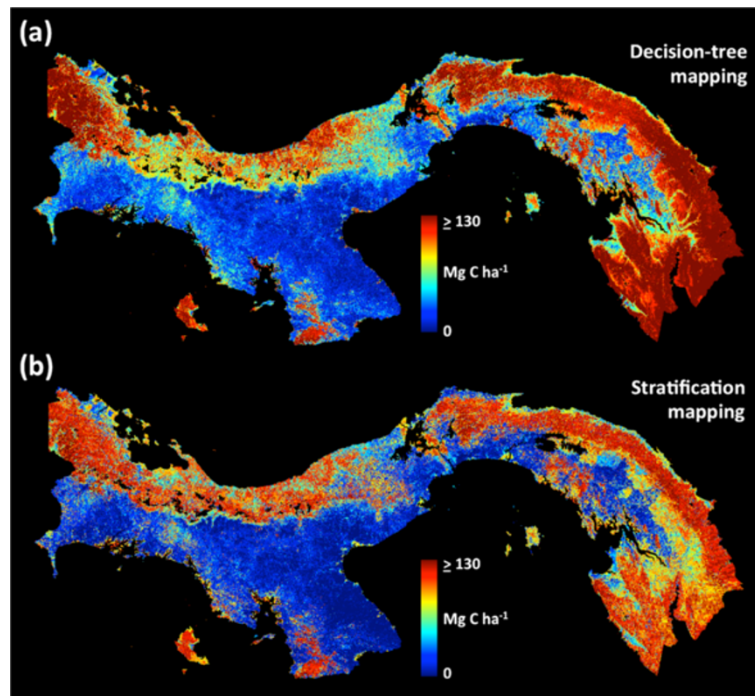 (a)
Decision-tree
mapping
≥ 130
Mg C ha⁻¹
0
(b)
Stratification
mapping
≥ 130
Mg C ha⁻¹
0